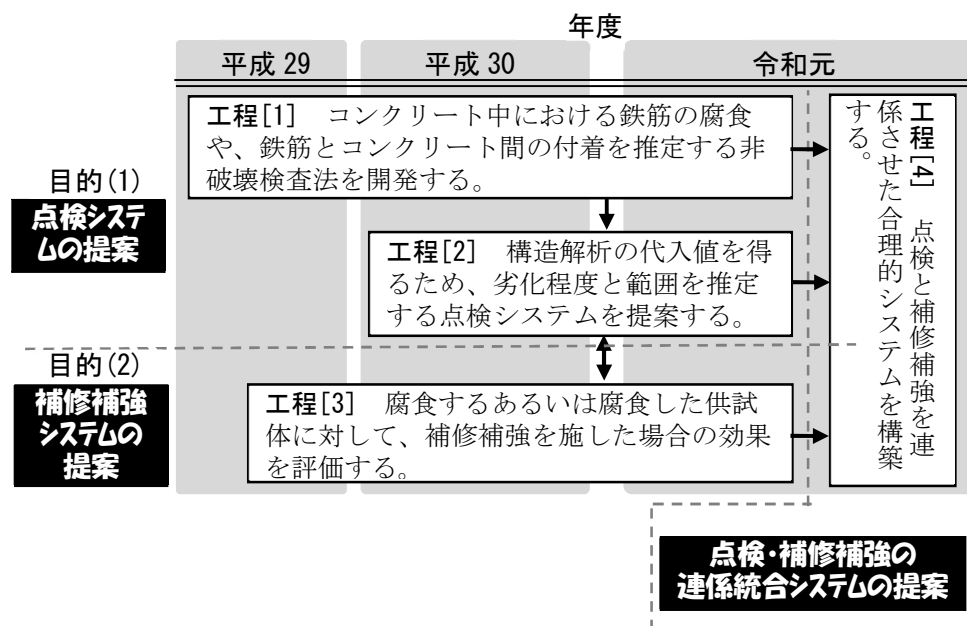 年度
平成 29
平成 30
令和元
工程[1] コンクリート中における鉄筋の腐食
や、鉄筋とコンクリート間の付着を推定する非
破壊検査法を開発する。
工程[4] 点検と補修補強を連
係させた合理的システムを構築
する。
目的(1)
点検システ
ムの提案
工程[2] 構造解析の代入値を得
るため、劣化程度と範囲を推定
する点検システムを提案する。
目的(2)
補修補強
システムの
提案
工程[3] 腐食するあるいは腐食した供試
体に対して、補修補強を施した場合の効果
を評価する。
点検・補修補強の
連係統合システムの提案